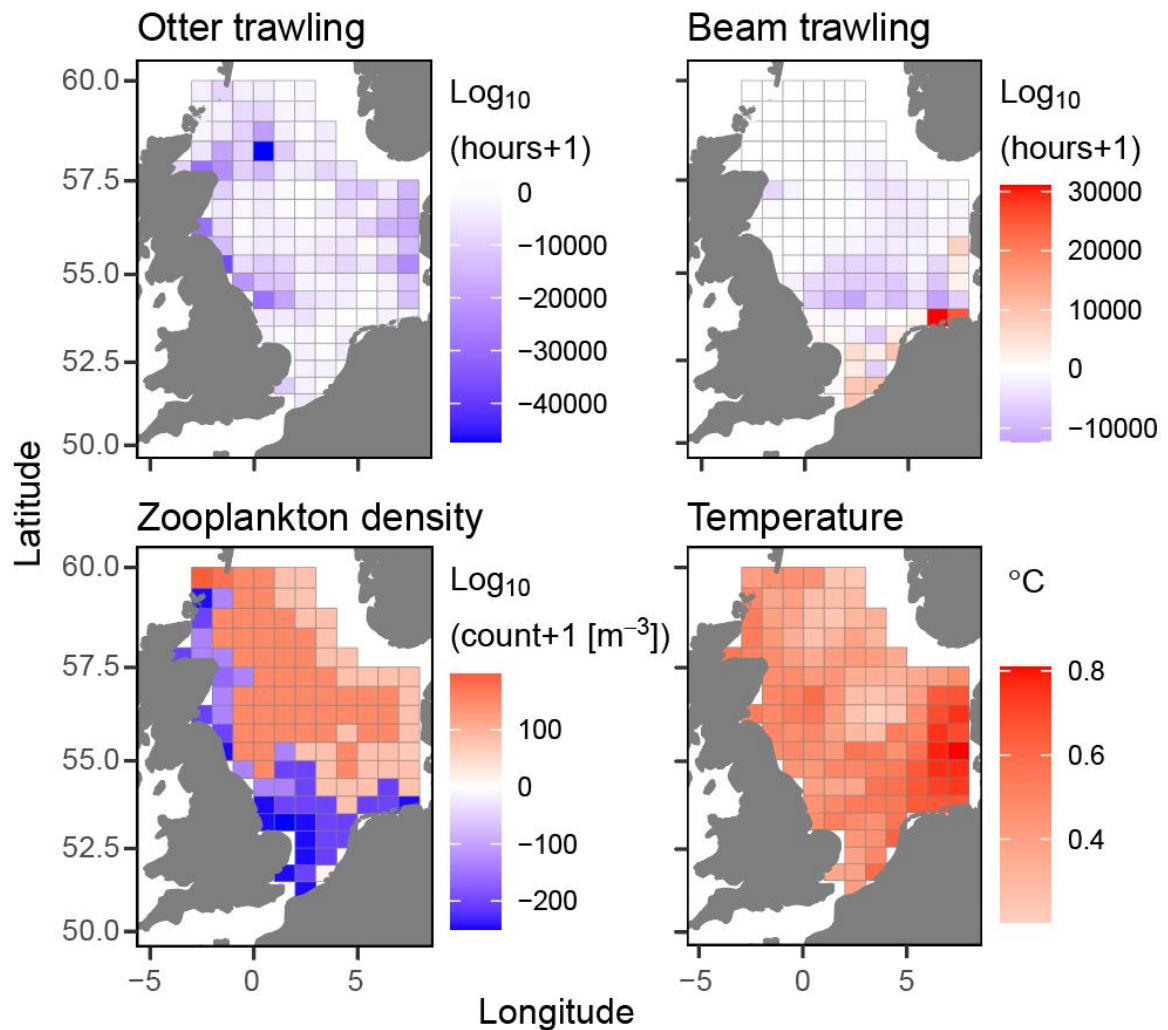 Otter trawling
Beam trawling
Log₁₀
(hours+1)
0
−10000
−20000
−30000
−40000
Log₁₀
(hours+1)
30000
20000
10000
0
−10000
60.0
57.5
55.0
52.5
50.0
Latitude
Zooplankton density
Temperature
Log₁₀
(count+1 [m⁻³])
100
0
−100
−200
°C
0.8
0.6
0.4
60.0
57.5
55.0
52.5
50.0
−5 0 5
−5 0 5
Longitude